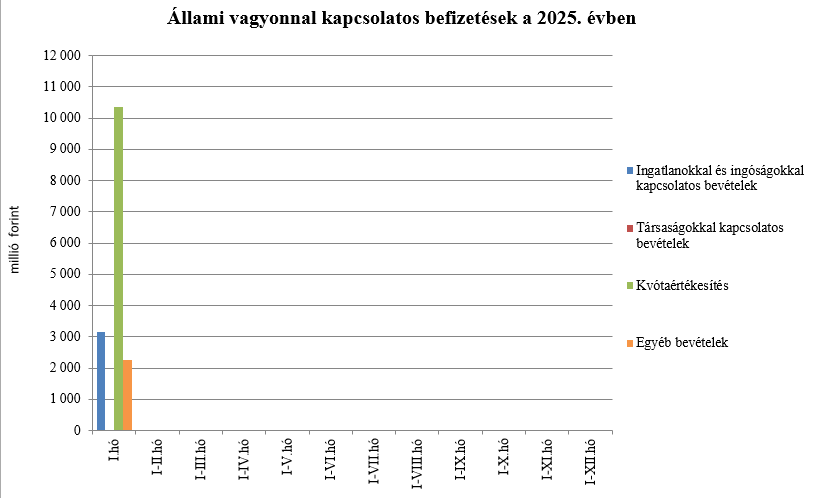 Állami vagyonnal kapcsolatos befizetések a 2025. évben
12 000
11 000
10 000
9 000
8 000
7 000
6 000
5 000
4 000
3 000
2 000
1 000
0
millió forint
I.hó
I-II.hó
I-III.hó
I-IV.hó
I-V.hó
I-VI.hó
I-VII.hó
I-VIII.hó
I-IX.hó
I-X.hó
I-XI.hó
I-XII.hó
Ingatlanokkal és ingóságokkal
kapcsolatos bevételek
Társaságokkal kapcsolatos
bevételek
Kvótaértékesítés
Egyéb bevételek